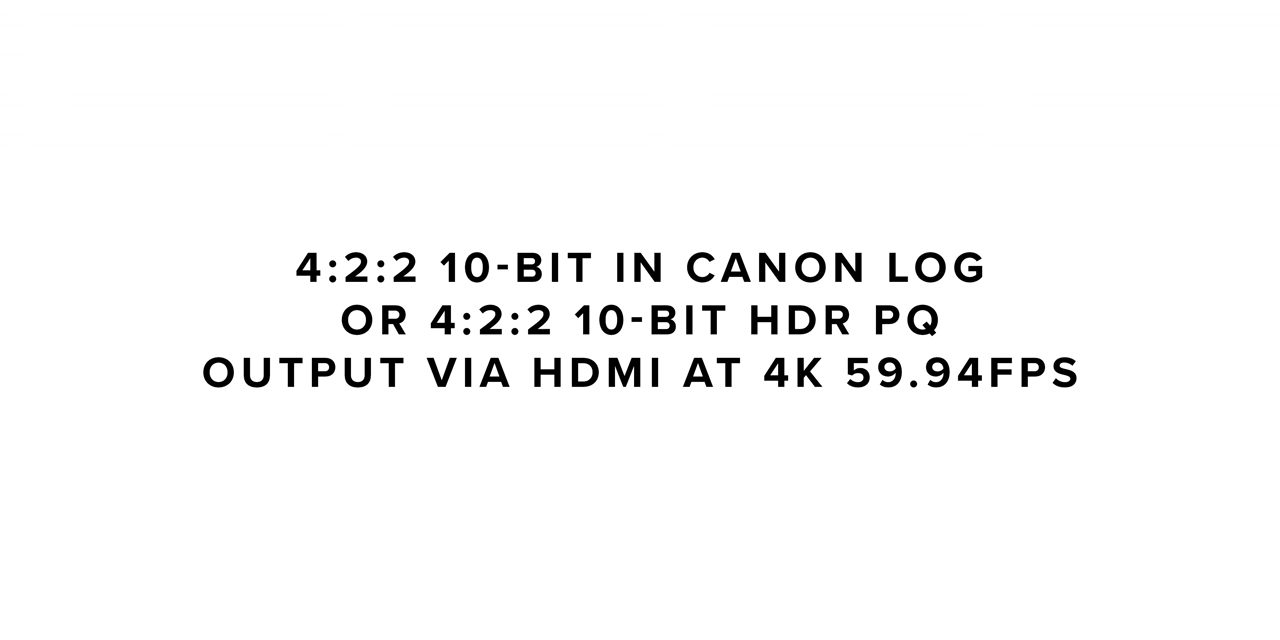 4:2:2 10-BIT IN CANON LOG
OR 4:2:2 10-BIT HDR PQ
OUTPUT VIA HDMI AT 4K 59.94FPS